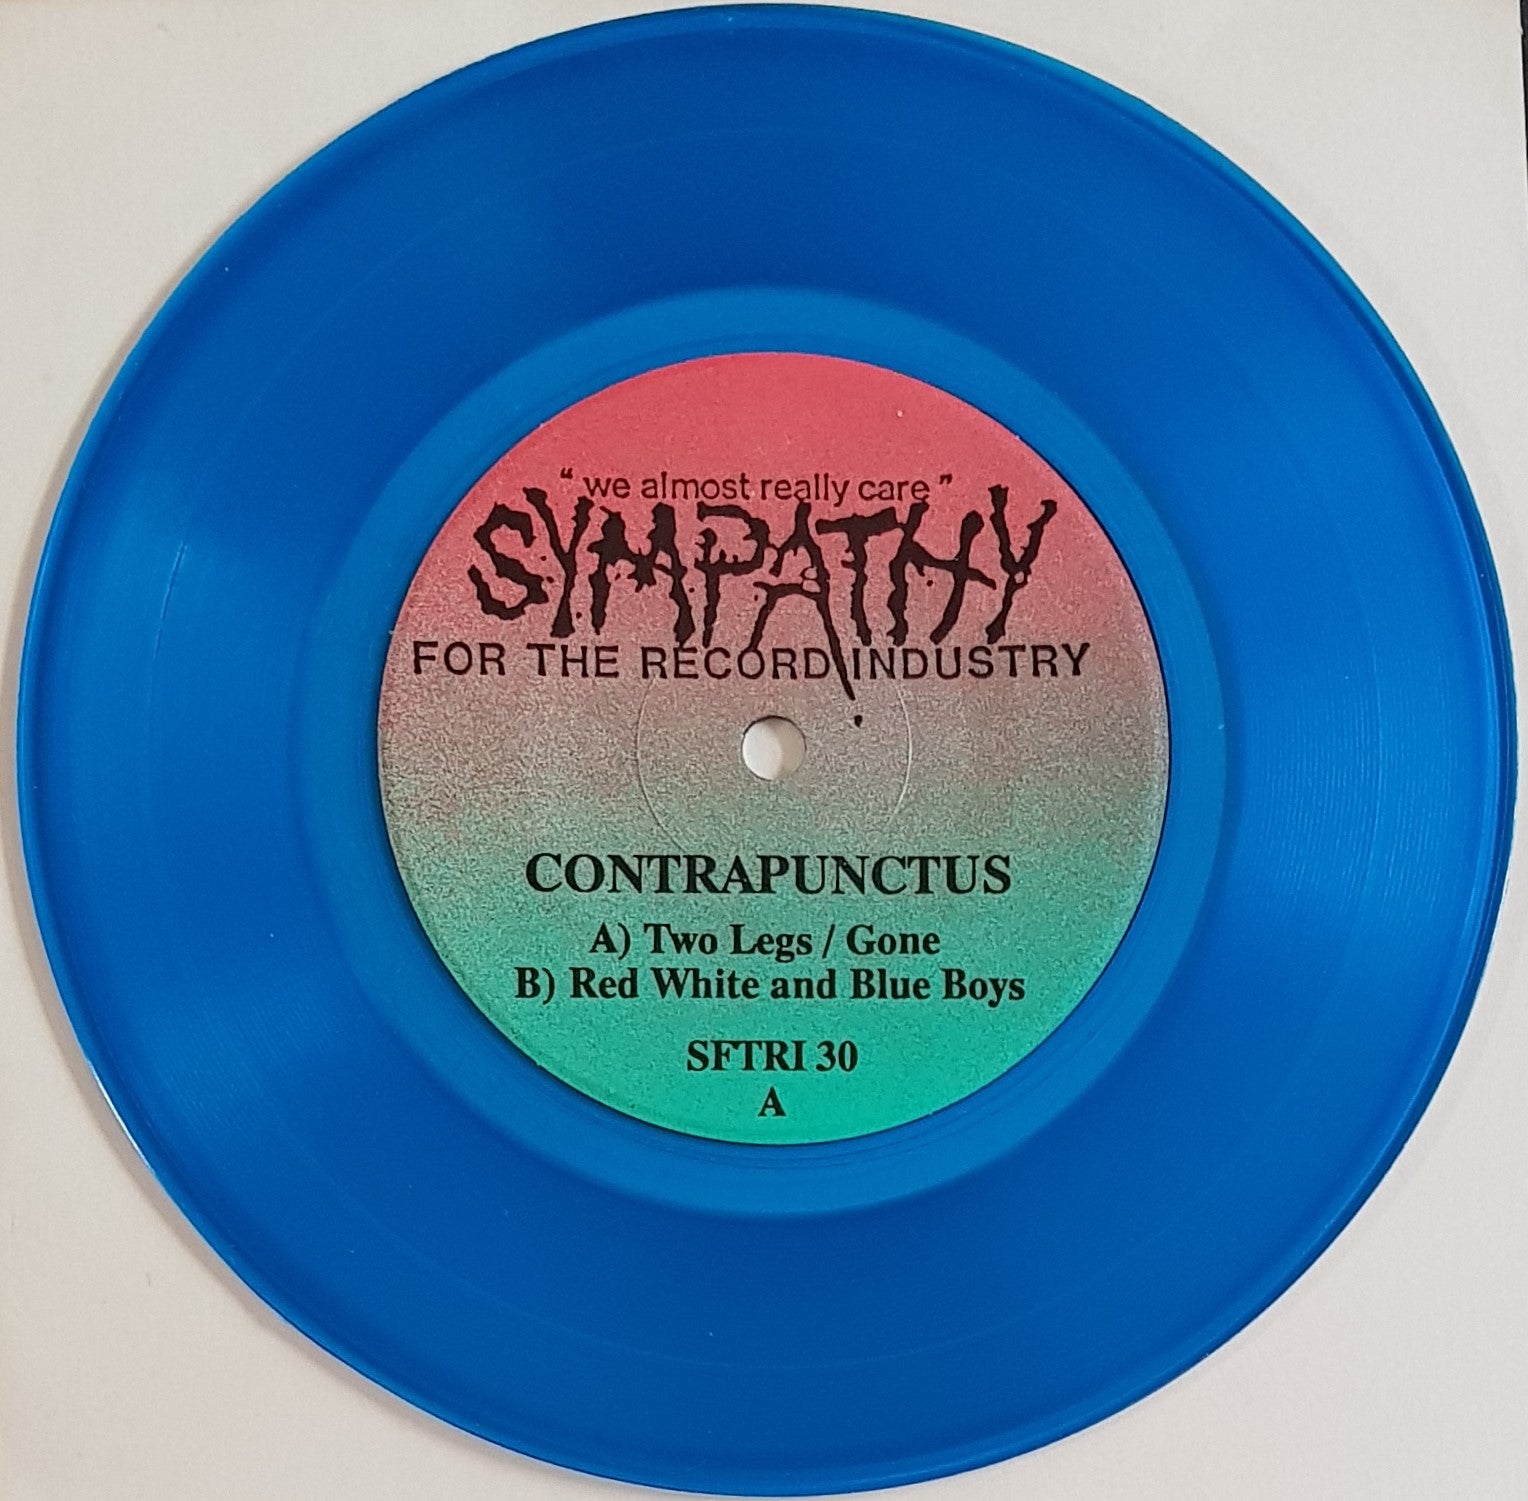 “we almost really care”
SYMPATHY
FOR THE RECORD INDUSTRY
CONTRAPUNCTUS
A) Two Legs / Gone
B) Red White and Blue Boys
SFTRI 30
A